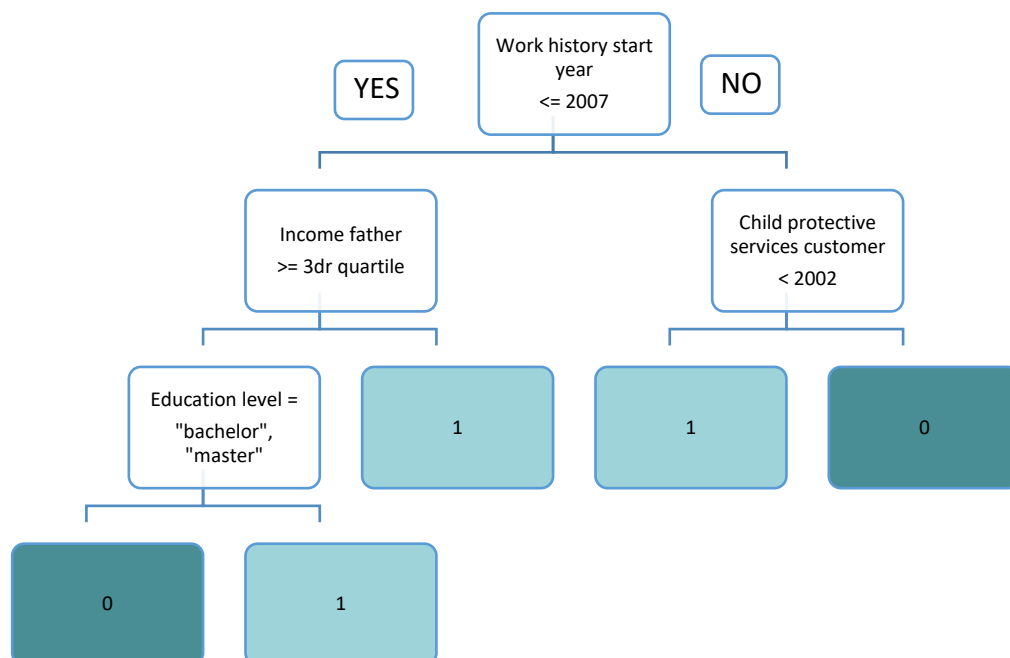 Work history start
year
<= 2007
YES
NO
Income father
>= 3dr quartile
Child protective
services customer
< 2002
Education level =
"bachelor",
"master"
1
1
0
0
1